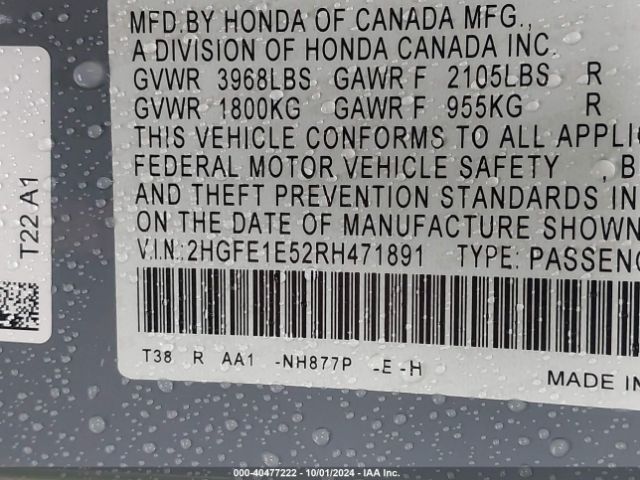 MFD.BY HONDA OF CANADA MFG.,
A DIVISION OF HONDA CANADA INC.
GVWR 3968LBS GAWR F 2105LBS R
GVWR 1800KG GAWR F 955KG R
THIS VEHICLE CONFORMS TO ALL
FEDERAL MOTOR VEHICLE SAFETY , B
AND THEFT PREVENTION STANDARDS IN
ON THE DATE OF MANUFACTURE SHOWN
V.I.N.:2HGFE1E52RH471891 TYPE:
T38 R AA1 -NH877P -E -H
MADE IN
T22 A1
000-40477222 - 10/01/2024 - IAA Inc.